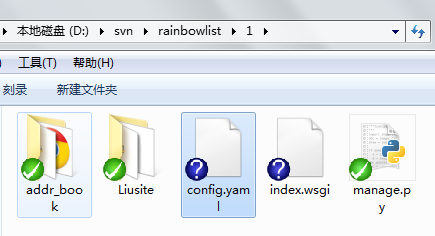 本地磁盘 (D:) ▸ svn ▸ rainbowlist ▸ 1 ▸
) 工具(T) 帮助(H)
刻录 新建文件夹
addr_boo
k
Liusite
config.yam
l
index.wsgi
manage.p
y